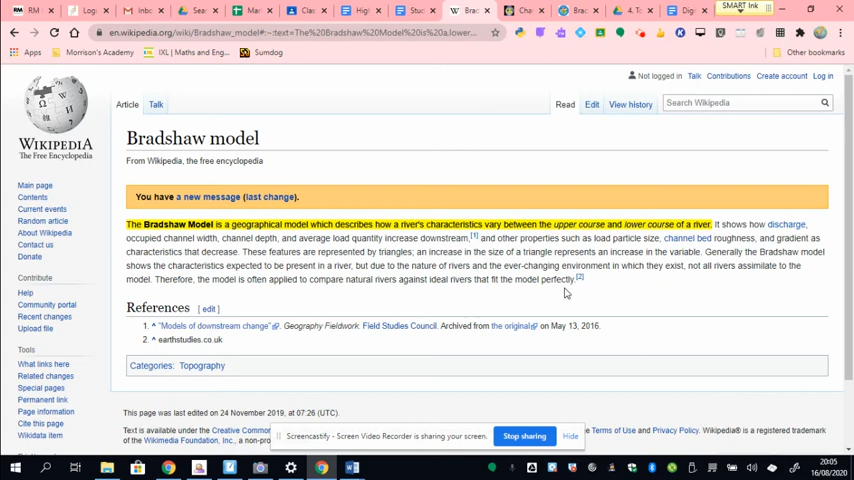 RM
Logi
Inbo
Sear
Mar
Class
High
Stud
Brad
Cha
Brac
4. To
Digi
SMART Ink
en.wikipedia.org/wiki/Bradshaw_model#:~:text=The%20Bradshaw%20Model%20is%20a,lower...
Apps
Morrison's Academy
IXL | Maths and Eng...
Sumdog
Other bookmarks
Not logged in Talk Contributions Create account Log in
Article Talk
Read Edit View history
Search Wikipedia
WIKIPEDIA
The Free Encyclopedia
Main page
Contents
Current events
Random article
About Wikipedia
Contact us
Donate
Contribute
Help
Community portal
Recent changes
Upload file
Tools
What links here
Related changes
Special pages
Permanent link
Page information
Cite this page
Wikidata item
Bradshaw model
From Wikipedia, the free encyclopedia
You have a new message (last change).
The Bradshaw Model is a geographical model which describes how a river's characteristics vary between the upper course and lower course of a river. It shows how discharge,
occupied channel width, channel depth, and average load quantity increase downstream,[1] and other properties such as load particle size, channel bed roughness, and gradient as
characteristics that decrease. These features are represented by triangles; an increase in the size of a triangle represents an increase in the variable. Generally the Bradshaw model
shows the characteristics expected to be present in a river, but due to the nature of rivers and the ever-changing environment in which they exist, not all rivers assimilate to the
model. Therefore, the model is often applied to compare natural rivers against ideal rivers that fit the model perfectly.[2]
References [ edit ]
1. ^ "Models of downstream change". Geography Fieldwork. Field Studies Council. Archived from the original on May 13, 2016.
2. ^ earthstudies.co.uk
Categories: Topography
This page was last edited on 24 November 2019, at 07:26 (UTC).
Text is available under the Creative Commo
e Terms of Use and Privacy Policy. Wikipedia® is a registered trademark
of the Wikimedia Foundation, Inc., a non-pro
Screencastify - Screen Video Recorder is sharing your screen.
Stop sharing
Hide
20:05
16/08/2020